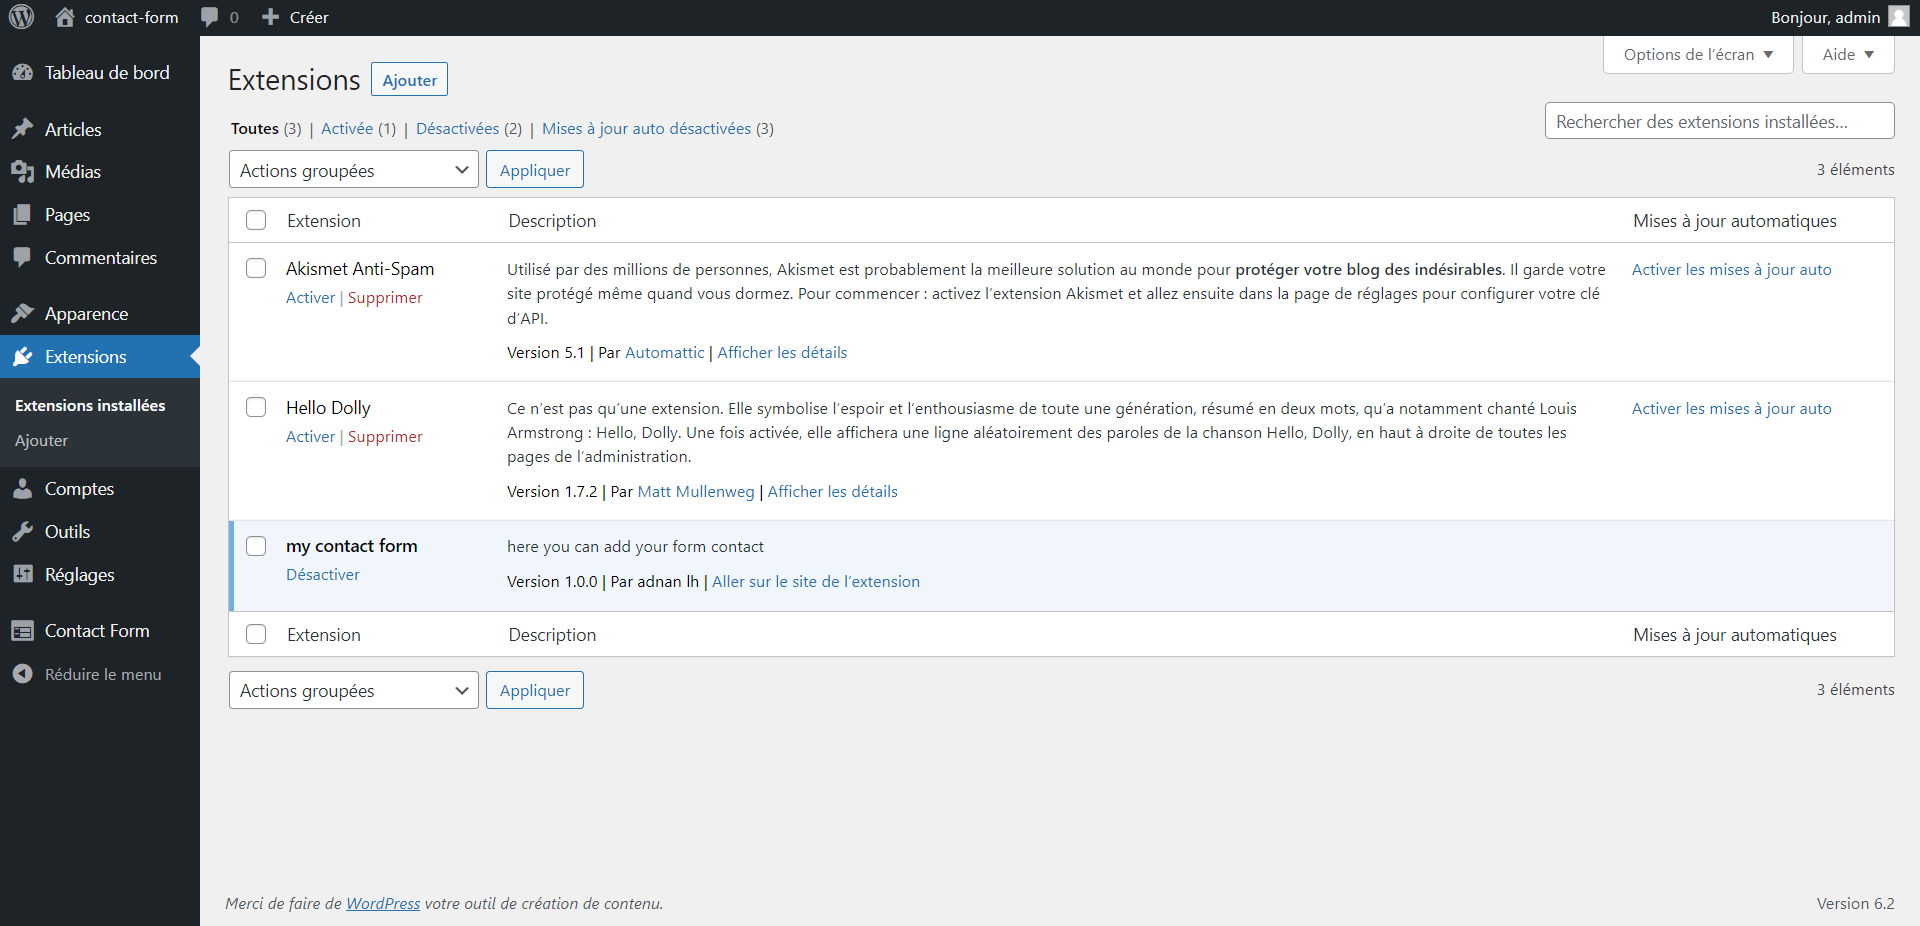 contact-form 0 Créer Bonjour, admin
Options de l’écran Aide
Tableau de bord
Articles
Médias
Pages
Commentaires
Apparence
Extensions
Extensions installées
Ajouter
Comptes
Outils
Réglages
Contact Form
Réduire le menu
Extensions Ajouter
Toutes (3) | Activée (1) | Désactivées (2) | Mises à jour auto désactivées (3)
Rechercher des extensions installées…
Actions groupées Appliquer 3 éléments
Extension Description Mises à jour automatiques
Akismet Anti-Spam
Activer | Supprimer
Utilisé par des millions de personnes, Akismet est probablement la meilleure solution au monde pour protéger votre blog des indésirables. Il garde votre
site protégé même quand vous dormez. Pour commencer : activez l’extension Akismet et allez ensuite dans la page de réglages pour configurer votre clé
d’API.
Version 5.1 | Par Automattic | Afficher les détails
Activer les mises à jour auto
Hello Dolly
Activer | Supprimer
Ce n’est pas qu’une extension. Elle symbolise l’espoir et l’enthousiasme de toute une génération, résumé en deux mots, qu’a notamment chanté Louis
Armstrong : Hello, Dolly. Une fois activée, elle affichera une ligne aléatoirement des paroles de la chanson Hello, Dolly, en haut à droite de toutes les
pages de l’administration.
Version 1.7.2 | Par Matt Mullenweg | Afficher les détails
Activer les mises à jour auto
my contact form
Désactiver
here you can add your form contact
Version 1.0.0 | Par adnan lh | Aller sur le site de l’extension
Extension Description Mises à jour automatiques
Actions groupées Appliquer 3 éléments
Merci de faire de WordPress votre outil de création de contenu. Version 6.2